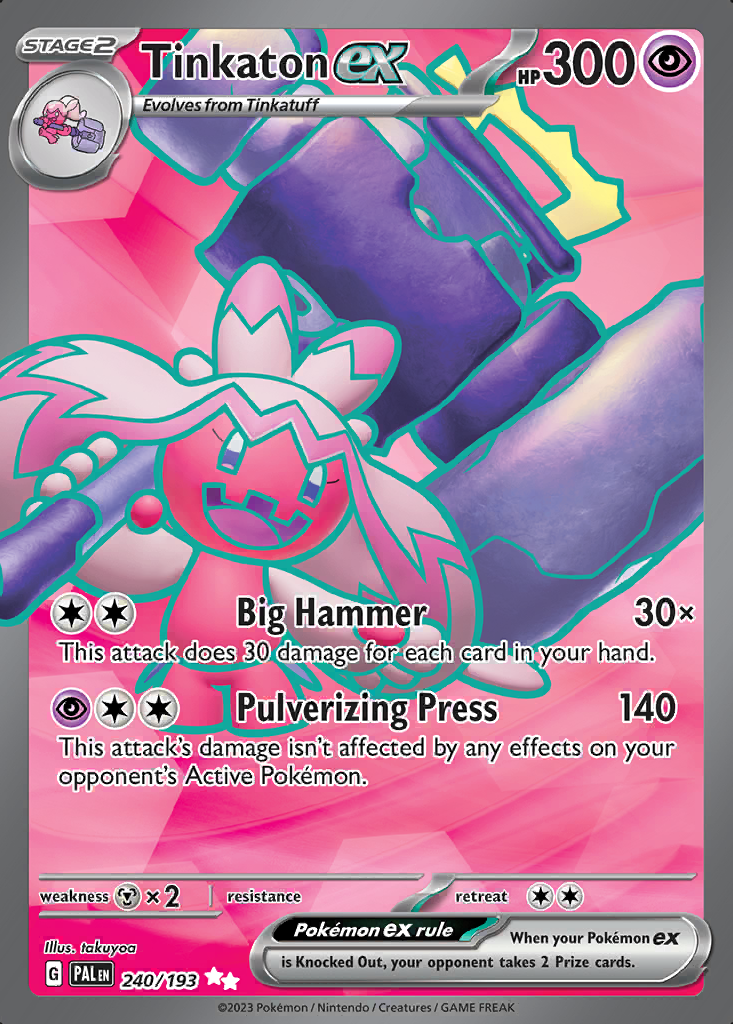 STAGE2
Tinkaton ex
HP 300
Evolves from Tinkatuff
Big Hammer 30×
This attack does 30 damage for each card in your hand.
Pulverizing Press 140
This attack's damage isn't affected by any effects on your
opponent's Active Pokémon.
weakness ×2 resistance retreat
Pokémon ex rule
When your Pokémon ex
is Knocked Out, your opponent takes 2 Prize cards.
Illus. takuyoa
G PAL EN 240/193
©2023 Pokémon / Nintendo / Creatures / GAME FREAK